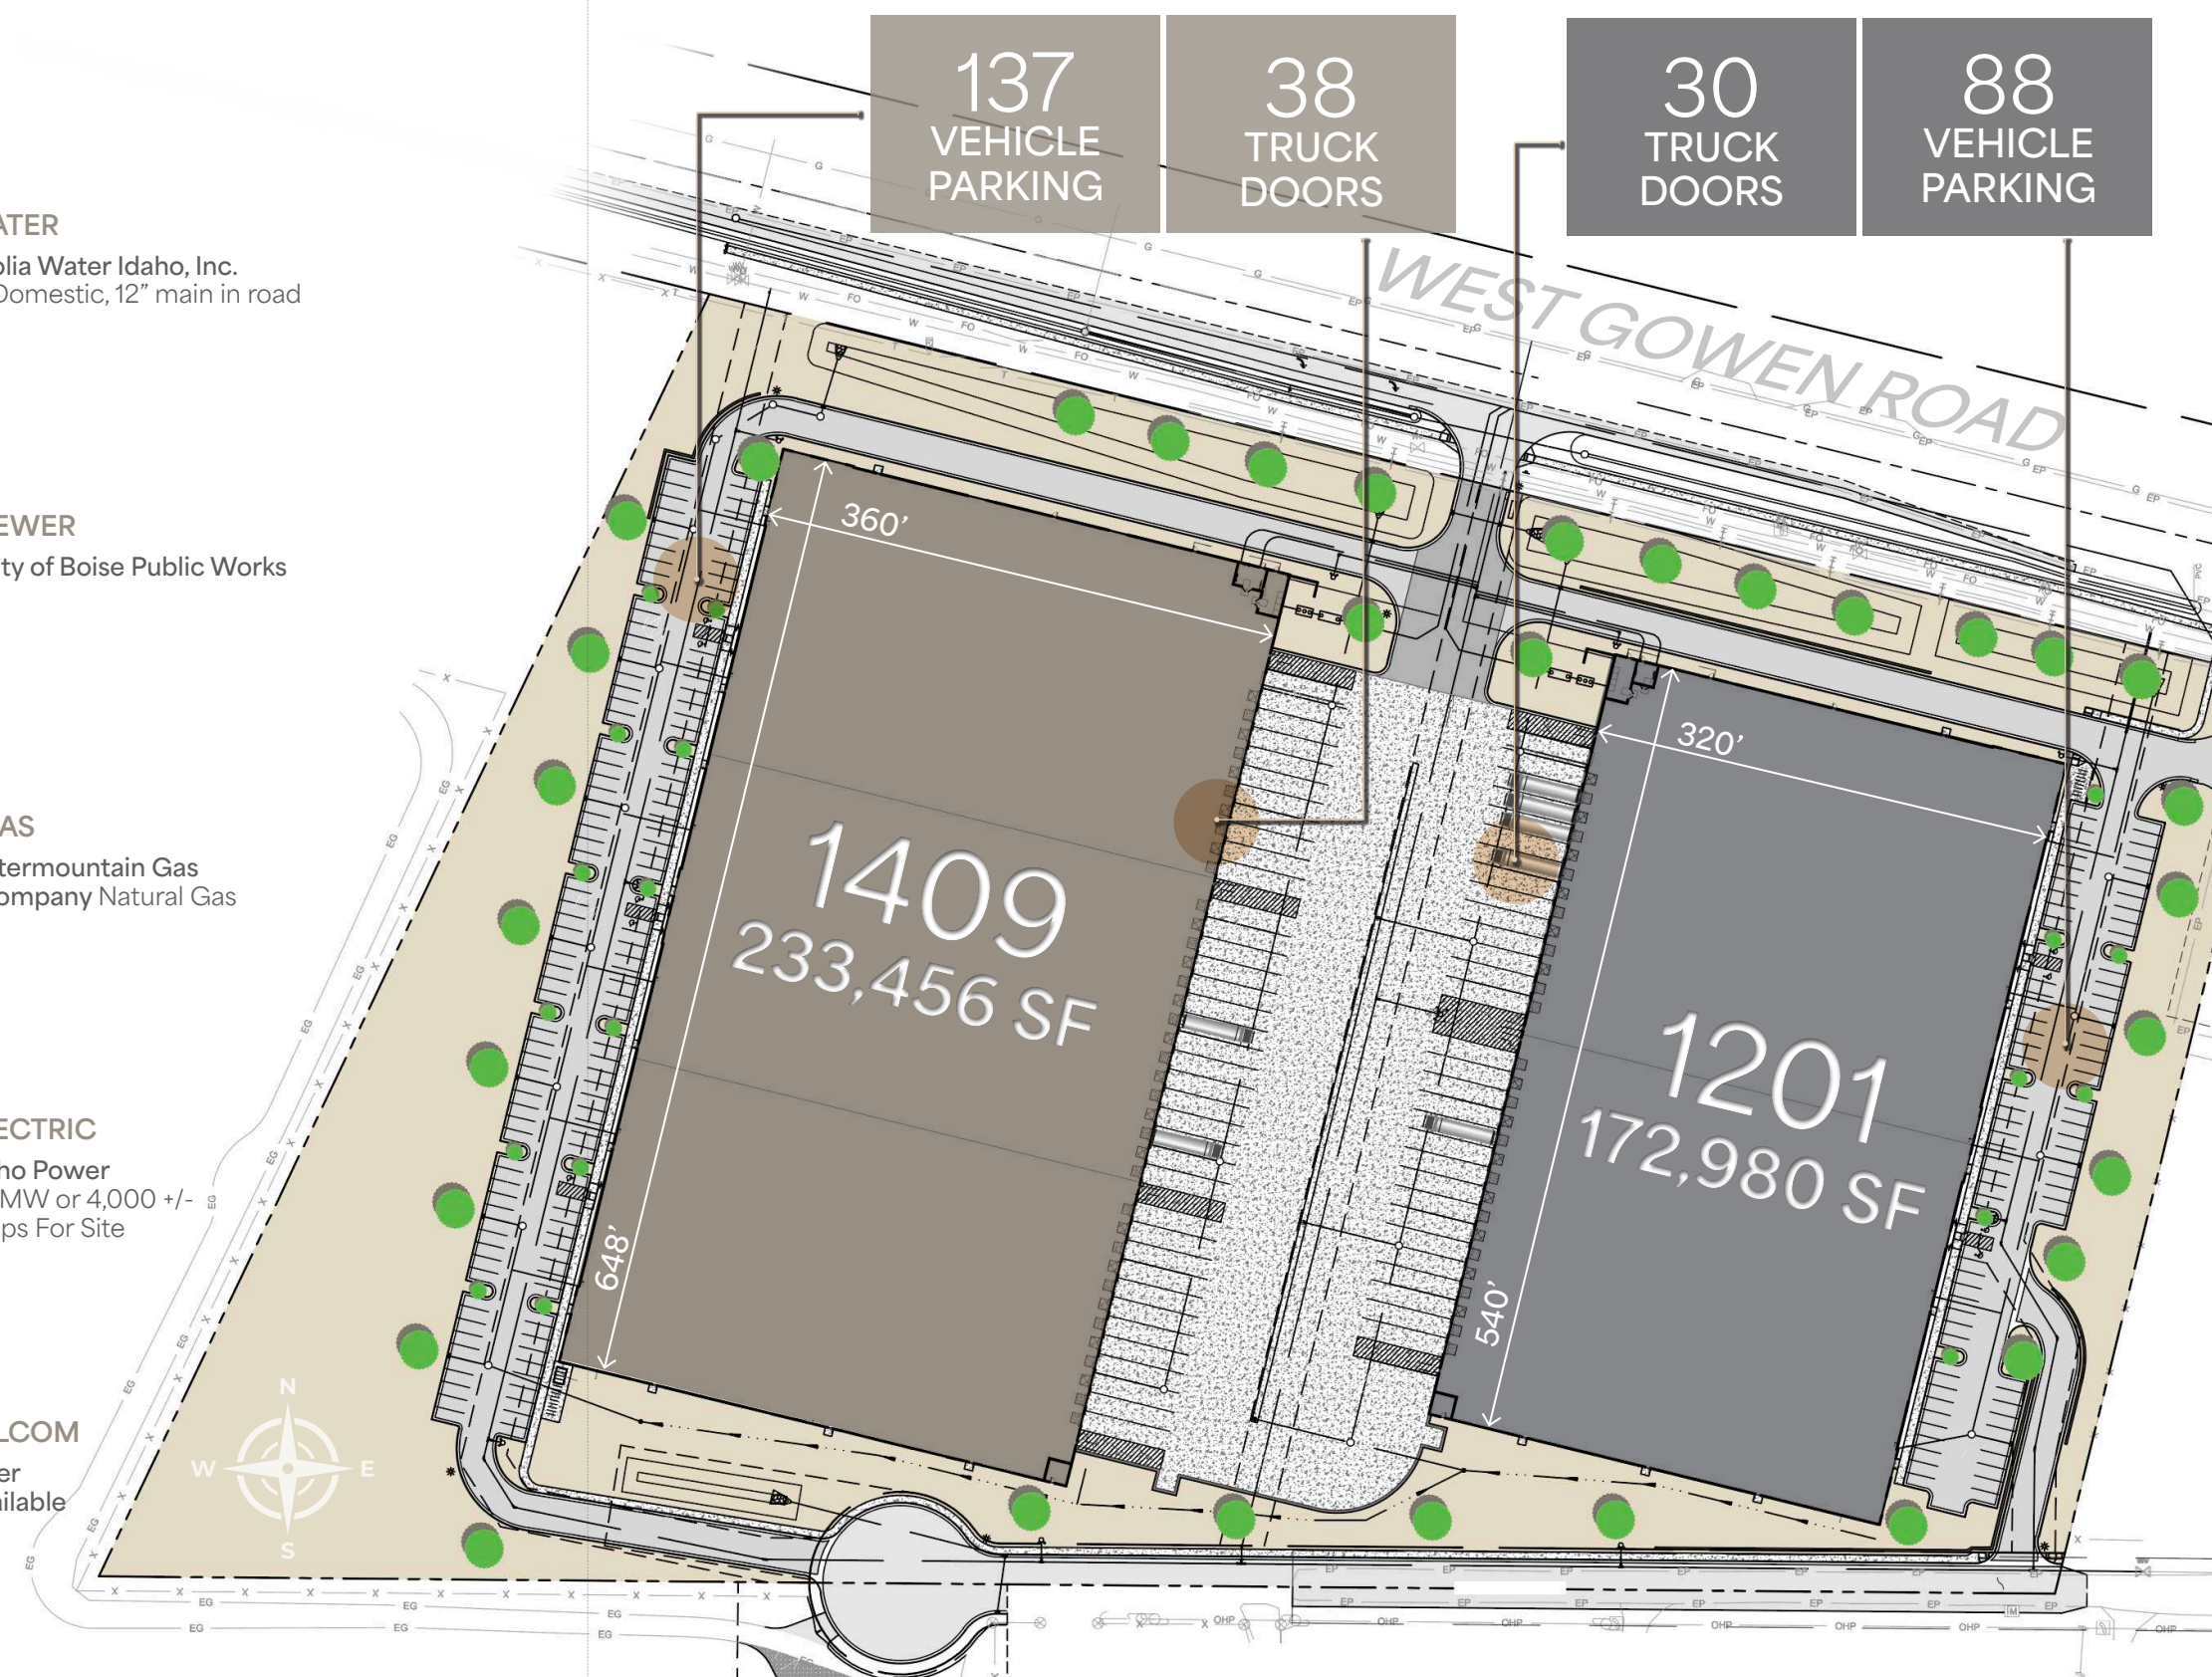 137
VEHICLE
PARKING
38
TRUCK
DOORS
30
TRUCK
DOORS
88
VEHICLE
PARKING
WEST GOWEN ROAD
ATER
olia Water Idaho, Inc.
Domestic, 12” main in road
EWER
ty of Boise Public Works
AS
termountain Gas
ompany Natural Gas
ECTRIC
ho Power
MW or 4,000 +/-
ps For Site
LCOM
er
ailable
360’
648’
1409
233,456 SF
320’
540’
1201
172,980 SF
N
W E
S